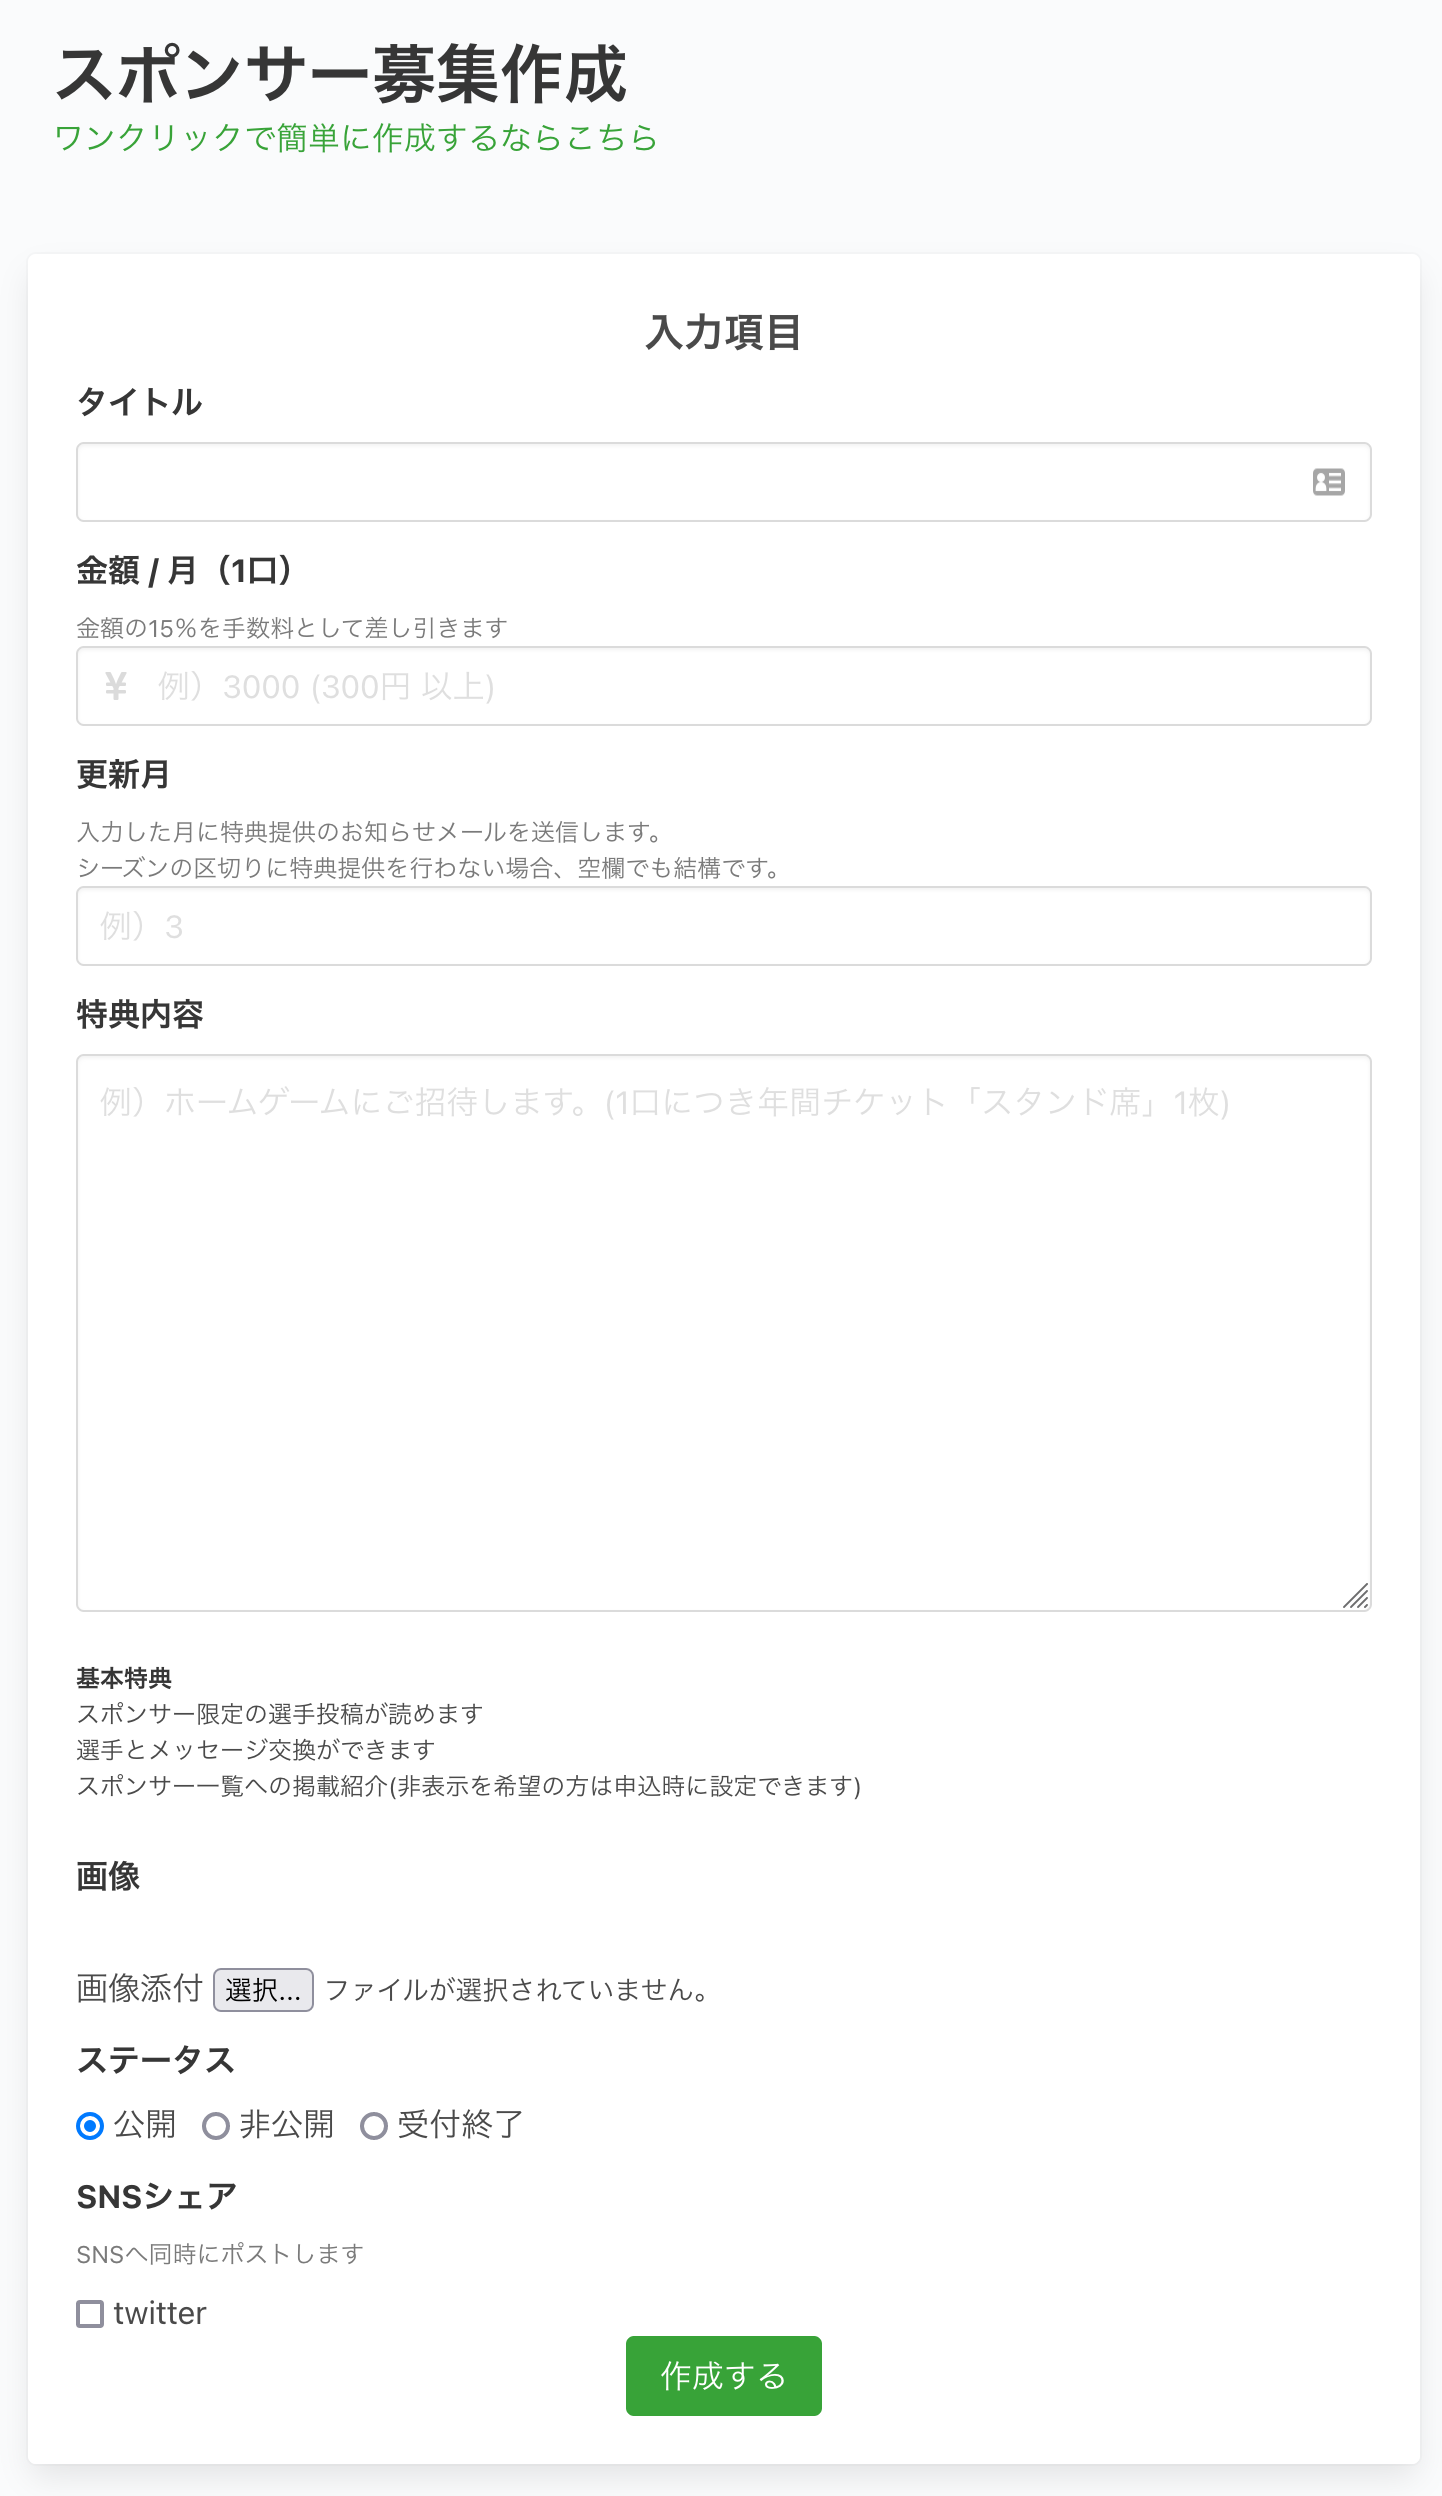 スポンサー募集作成
ワンクリックで簡単に作成するならこちら
入力項目
タイトル
金額 / 月（1口）
金額の15%を手数料として差し引きます
¥ 例）3000 (300円 以上)
更新月
入力した月に特典提供のお知らせメールを送信します。
シーズンの区切りに特典提供を行わない場合、空欄でも結構です。
例）3
特典内容
例）ホームゲームにご招待します。(1口につき年間チケット「スタンド席」1枚)
基本特典
スポンサー限定の選手投稿が読めます
選手とメッセージ交換ができます
スポンサー一覧への掲載紹介(非表示を希望の方は申込時に設定できます)
画像
画像添付 選択... ファイルが選択されていません。
ステータス
公開 非公開 受付終了
SNSシェア
SNSへ同時にポストします
twitter
作成する